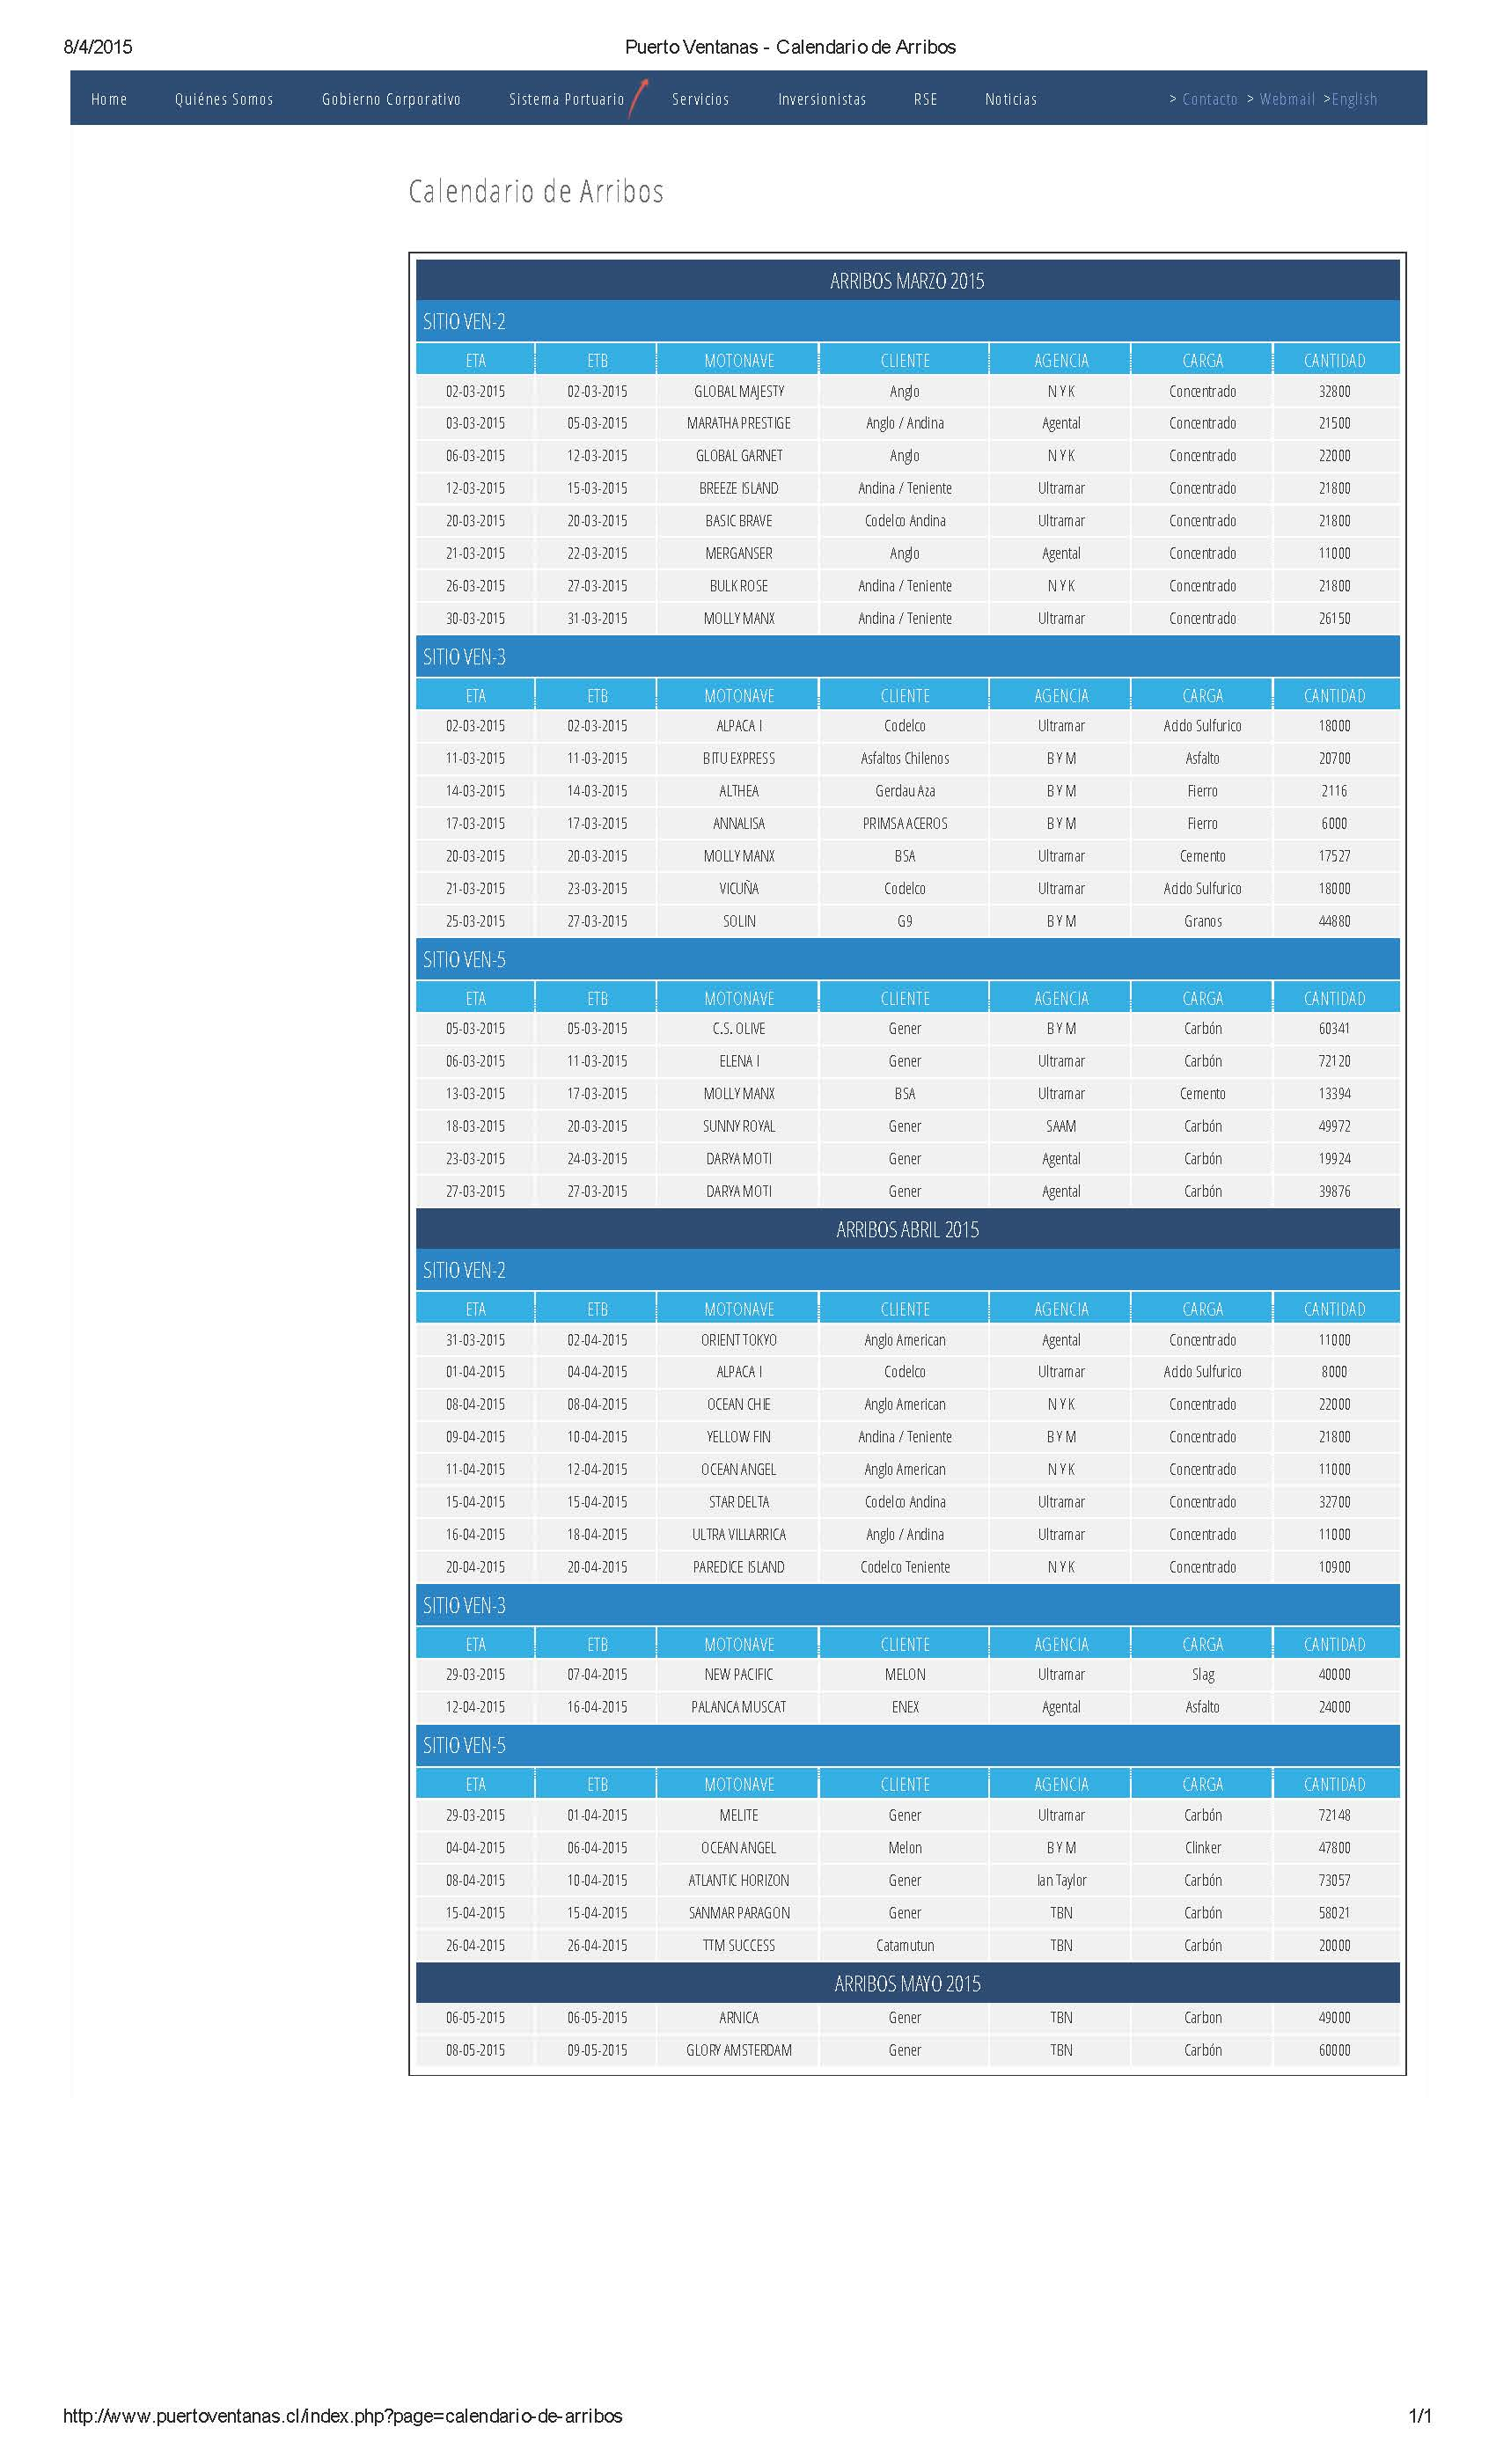 8/4/2015 Puerto Ventanas - Calendario de Arribos
Home Quiénes Somos Gobierno Corporativo Sistema Portuario Servicios Inversionistas RSE Noticias > Contacto > Webmail >English
Calendario de Arribos
ARRIBOS MARZO 2015
SITIO VEN-2
ETA ETB MOTONAVE CLIENTE AGENCIA CARGA CANTIDAD
02-03-2015 02-03-2015 GLOBAL MAJESTY Anglo N Y K Concentrado 32800
03-03-2015 05-03-2015 MARATHA PRESTIGE Anglo / Andina Agental Concentrado 21500
06-03-2015 12-03-2015 GLOBAL GARNET Anglo N Y K Concentrado 22000
12-03-2015 15-03-2015 BREEZE ISLAND Andina / Teniente Ultramar Concentrado 21800
20-03-2015 20-03-2015 BASIC BRAVE Codelco Andina Ultramar Concentrado 21800
21-03-2015 22-03-2015 MERGANSER Anglo Agental Concentrado 11000
26-03-2015 27-03-2015 BULK ROSE Andina / Teniente N Y K Concentrado 21800
30-03-2015 31-03-2015 MOLLY MANX Andina / Teniente Ultramar Concentrado 26150
SITIO VEN-3
ETA ETB MOTONAVE CLIENTE AGENCIA CARGA CANTIDAD
02-03-2015 02-03-2015 ALPACA I Codelco Ultramar Acido Sulfurico 18000
11-03-2015 11-03-2015 BITU EXPRESS Asfaltos Chilenos B Y M Asfalto 20700
14-03-2015 14-03-2015 ALTHEA Gerdau Aza B Y M Fierro 2116
17-03-2015 17-03-2015 ANNALISA PRIMSA ACEROS B Y M Fierro 6000
20-03-2015 20-03-2015 MOLLY MANX BSA Ultramar Cemento 17527
21-03-2015 23-03-2015 VICUÑA Codelco Ultramar Acido Sulfurico 18000
25-03-2015 27-03-2015 SOLIN G9 B Y M Granos 44880
SITIO VEN-5
ETA ETB MOTONAVE CLIENTE AGENCIA CARGA CANTIDAD
05-03-2015 05-03-2015 C.S. OLIVE Gener B Y M Carbón 60341
06-03-2015 11-03-2015 ELENA I Gener Ultramar Carbón 72120
13-03-2015 17-03-2015 MOLLY MANX BSA Ultramar Cemento 13394
18-03-2015 20-03-2015 SUNNY ROYAL Gener SAAM Carbón 49972
23-03-2015 24-03-2015 DARYA MOTI Gener Agental Carbón 19924
27-03-2015 27-03-2015 DARYA MOTI Gener Agental Carbón 39876
ARRIBOS ABRIL 2015
SITIO VEN-2
ETA ETB MOTONAVE CLIENTE AGENCIA CARGA CANTIDAD
31-03-2015 02-04-2015 ORIENT TOKYO Anglo American Agental Concentrado 11000
01-04-2015 04-04-2015 ALPACA I Codelco Ultramar Acido Sulfurico 8000
08-04-2015 08-04-2015 OCEAN CHIE Anglo American N Y K Concentrado 22000
09-04-2015 10-04-2015 YELLOW FIN Andina / Teniente B Y M Concentrado 21800
11-04-2015 12-04-2015 OCEAN ANGEL Anglo American N Y K Concentrado 11000
15-04-2015 15-04-2015 STAR DELTA Codelco Andina Ultramar Concentrado 32700
16-04-2015 18-04-2015 ULTRA VILLARRICA Anglo / Andina Ultramar Concentrado 11000
20-04-2015 20-04-2015 PAREDICE ISLAND Codelco Teniente N Y K Concentrado 10900
SITIO VEN-3
ETA ETB MOTONAVE CLIENTE AGENCIA CARGA CANTIDAD
29-03-2015 07-04-2015 NEW PACIFIC MELON Ultramar Slag 40000
12-04-2015 16-04-2015 PALANCA MUSCAT ENEX Agental Asfalto 24000
SITIO VEN-5
ETA ETB MOTONAVE CLIENTE AGENCIA CARGA CANTIDAD
29-03-2015 01-04-2015 MELITE Gener Ultramar Carbón 72148
04-04-2015 06-04-2015 OCEAN ANGEL Melon B Y M Clinker 47800
08-04-2015 10-04-2015 ATLANTIC HORIZON Gener Ian Taylor Carbón 73057
15-04-2015 15-04-2015 SANMAR PARAGON Gener TBN Carbón 58021
26-04-2015 26-04-2015 TTM SUCCESS Catamutun TBN Carbón 20000
ARRIBOS MAYO 2015
06-05-2015 06-05-2015 ARNICA Gener TBN Carbon 49000
08-05-2015 09-05-2015 GLORY AMSTERDAM Gener TBN Carbón 60000
http://www.puertoventanas.cl/index.php?page=calendario-de-arribos 1/1